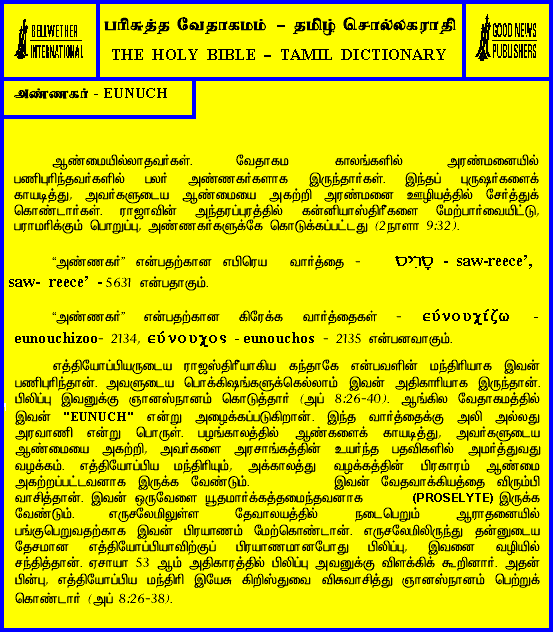 BELLWETHER
INTERNATIONAL
பரிசுத்த வேதாகமம் – தமிழ் சொல்லகராதி
THE HOLY BIBLE – TAMIL DICTIONARY
GOOD NEWS
PUBLISHERS
அண்ணகர் - EUNUCH
ஆண்மையில்லாதவர்கள். வேதாகம காலங்களில் அரண்மனையில்
பணிபுரிந்தவர்களில் பலர் அண்ணகர்களாக இருந்தார்கள். இந்தப் புருஷர்களைக்
காயடித்து, அவர்களுடைய ஆண்மையை அகற்றி அரண்மனை ஊழியத்தில் சேர்த்துக்
கொண்டார்கள். ராஜாவின் அந்தரப்புரத்தில் கன்னியாஸ்திரீகளை மேற்பார்வையிட்டு,
பராமரிக்கும் பொறுப்பு, அண்ணகர்களுக்கே கொடுக்கப்பட்டது (2நாளா 9:32).
“அண்ணகர்” என்பதற்கான எபிரெய வார்த்தை - סָרִיס - saw-reece’,
saw- reece’ - 5631 என்பதாகும்.
“அண்ணகர்” என்பதற்கான கிரேக்க வார்த்தைகள் - εὐνουχίζω -
eunouchizoo- 2134, εὐνουχος - eunouchos - 2135 என்பனவாகும்.
எத்தியோப்பியருடைய ராஜஸ்திரீயாகிய கந்தாகே என்பவளின் மந்திரியாக இவன்
பணிபுரிந்தான். அவளுடைய பொக்கிஷங்களுக்கெல்லாம் இவன் அதிகாரியாக இருந்தான்.
பிலிப்பு இவனுக்கு ஞானஸ்நானம் கொடுத்தார் (அப் 8:26-40). ஆங்கில வேதாகமத்தில்
இவன் "EUNUCH" என்று அழைக்கப்படுகிறான். இந்த வார்த்தைக்கு அலி அல்லது
அரவாணி என்று பொருள். பழங்காலத்தில் ஆண்களைக் காயடித்து, அவர்களுடைய
ஆண்மையை அகற்றி, அவர்களை அரசாங்கத்தின் உயர்ந்த பதவிகளில் அமர்த்துவது
வழக்கம். எத்தியோப்பிய மந்திரியும், அக்காலத்து வழக்கத்தின் பிரகாரம் ஆண்மை
அகற்றப்பட்டவனாக இருக்க வேண்டும். இவன் வேதவாக்கியத்தை விரும்பி
வாசித்தான். இவன் ஒருவேளை யூதமார்க்கத்தமைந்தவனாக (PROSELYTE) இருக்க
வேண்டும். எருசலேமிலுள்ள தேவாலயத்தில் நடைபெறும் ஆராதனையில்
பங்குபெறுவதற்காக இவன் பிரயாணம் மேற்கொண்டான். எருசலேமிலிருந்து தன்னுடைய
தேசமான எத்தியோப்பியாவிற்குப் பிரயாணமானபோது பிலிப்பு, இவனை வழியில்
சந்தித்தான். ஏசாயா 53 ஆம் அதிகாரத்தில் பிலிப்பு அவனுக்கு விளக்கிக் கூறினார். அதன்
பின்பு, எத்தியோப்பிய மந்திரி இயேசு கிறிஸ்துவை விசுவாசித்து ஞானஸ்நானம் பெற்றுக்
கொண்டார் (அப் 8:26-38).